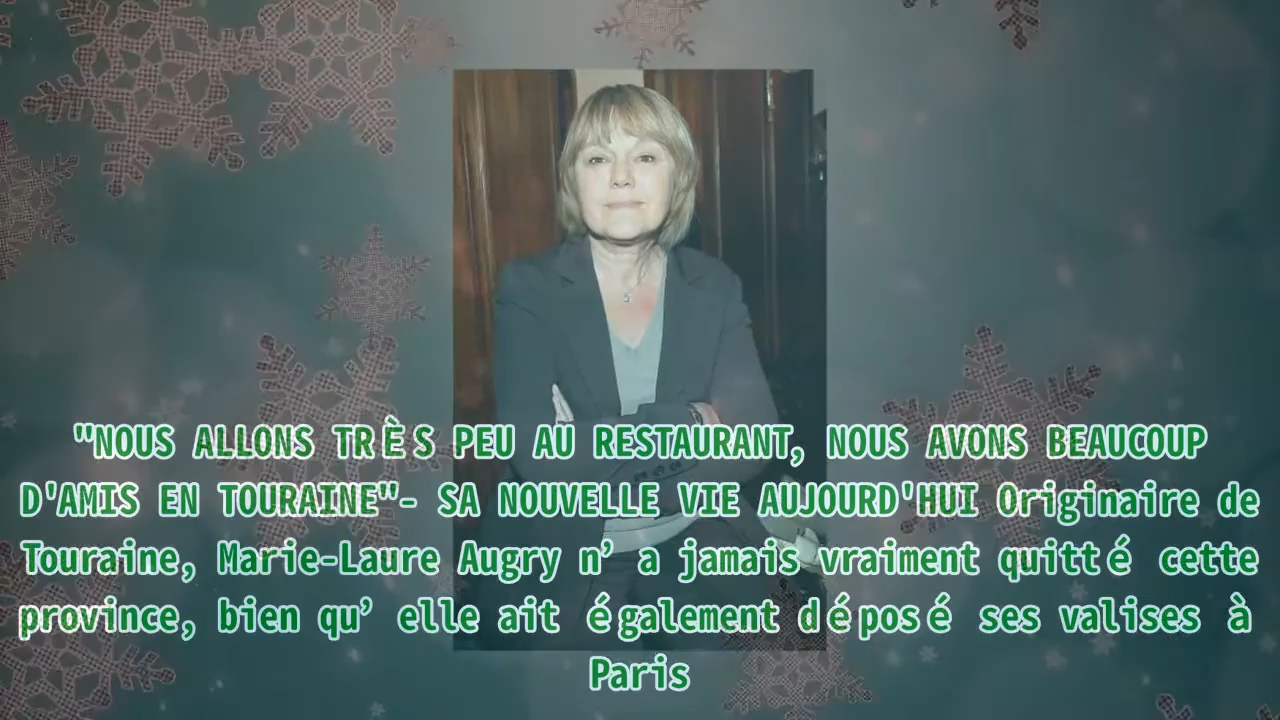 "NOUS ALLONS TRÈS PEU AU RESTAURANT, NOUS AVONS BEAUCOUP
D'AMIS EN TOURAINE"- SA NOUVELLE VIE AUJOURD'HUI Originaire de
Touraine, Marie-Laure Augry n’ a jamais vraiment quitté cette
province, bien qu’ elle ait également déposé ses valises à
Paris